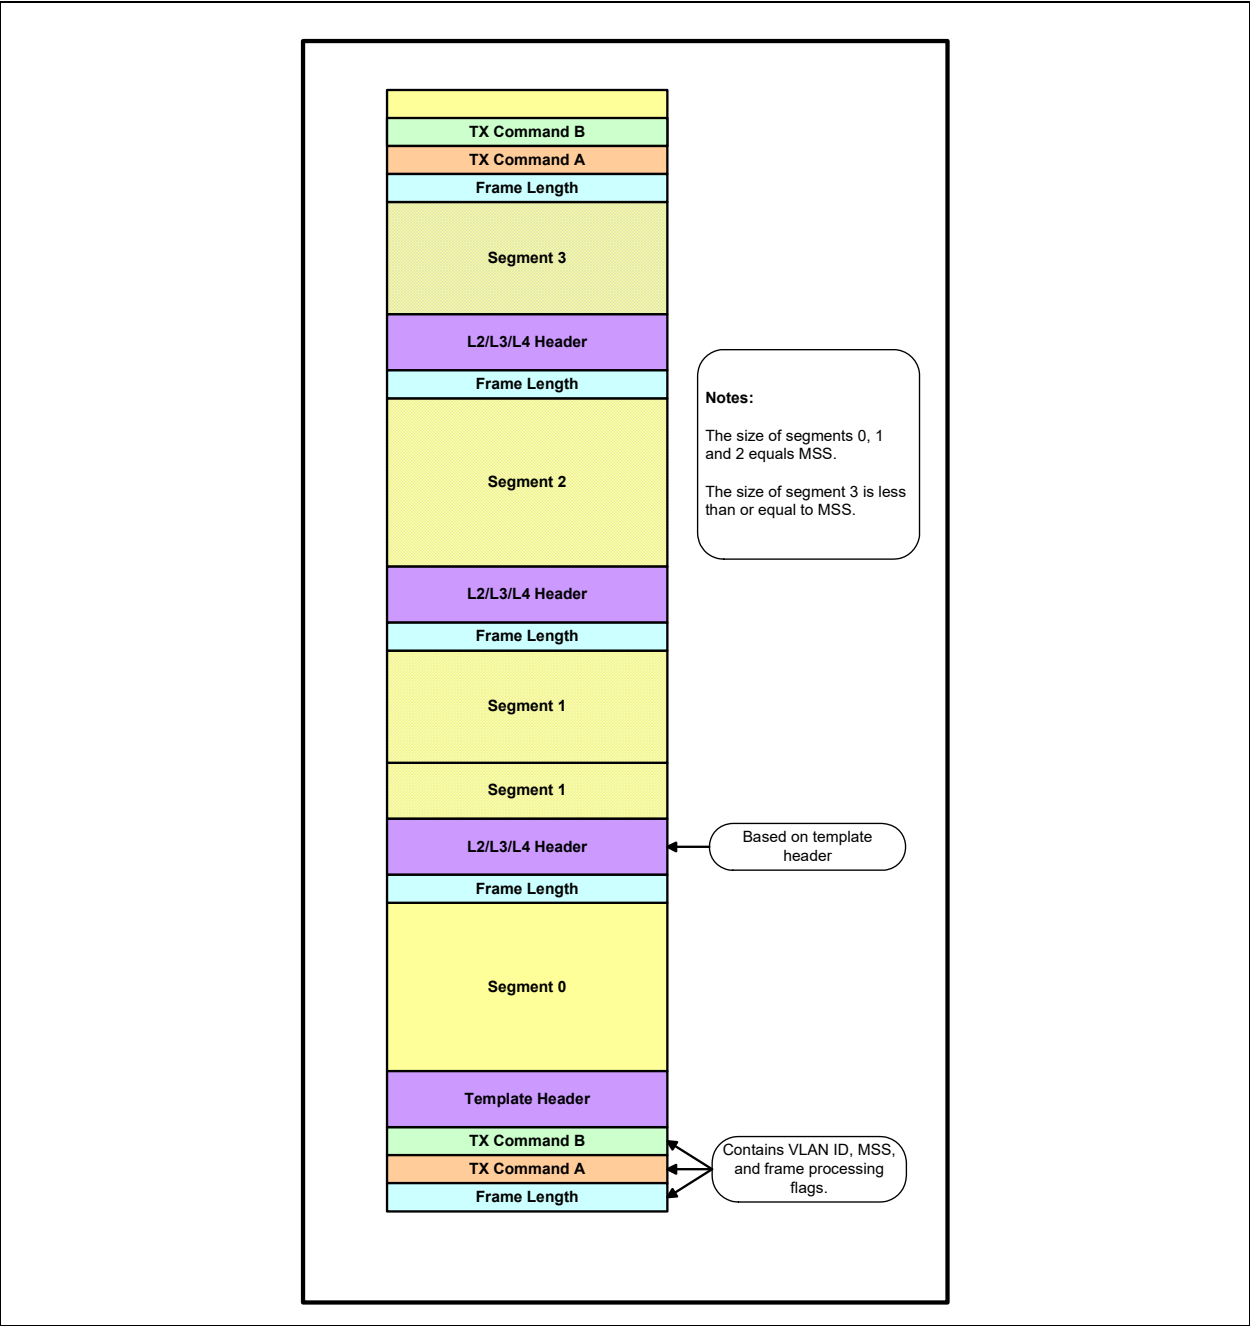 TX Command B
TX Command A
Frame Length
Segment 3
L2/L3/L4 Header
Frame Length
Notes:
The size of segments 0, 1
and 2 equals MSS.
The size of segment 3 is less
than or equal to MSS.
Segment 2
L2/L3/L4 Header
Frame Length
Segment 1
Segment 1
L2/L3/L4 Header
Based on template
header
Frame Length
Segment 0
Template Header
TX Command B
TX Command A
Frame Length
Contains VLAN ID, MSS,
and frame processing
flags.